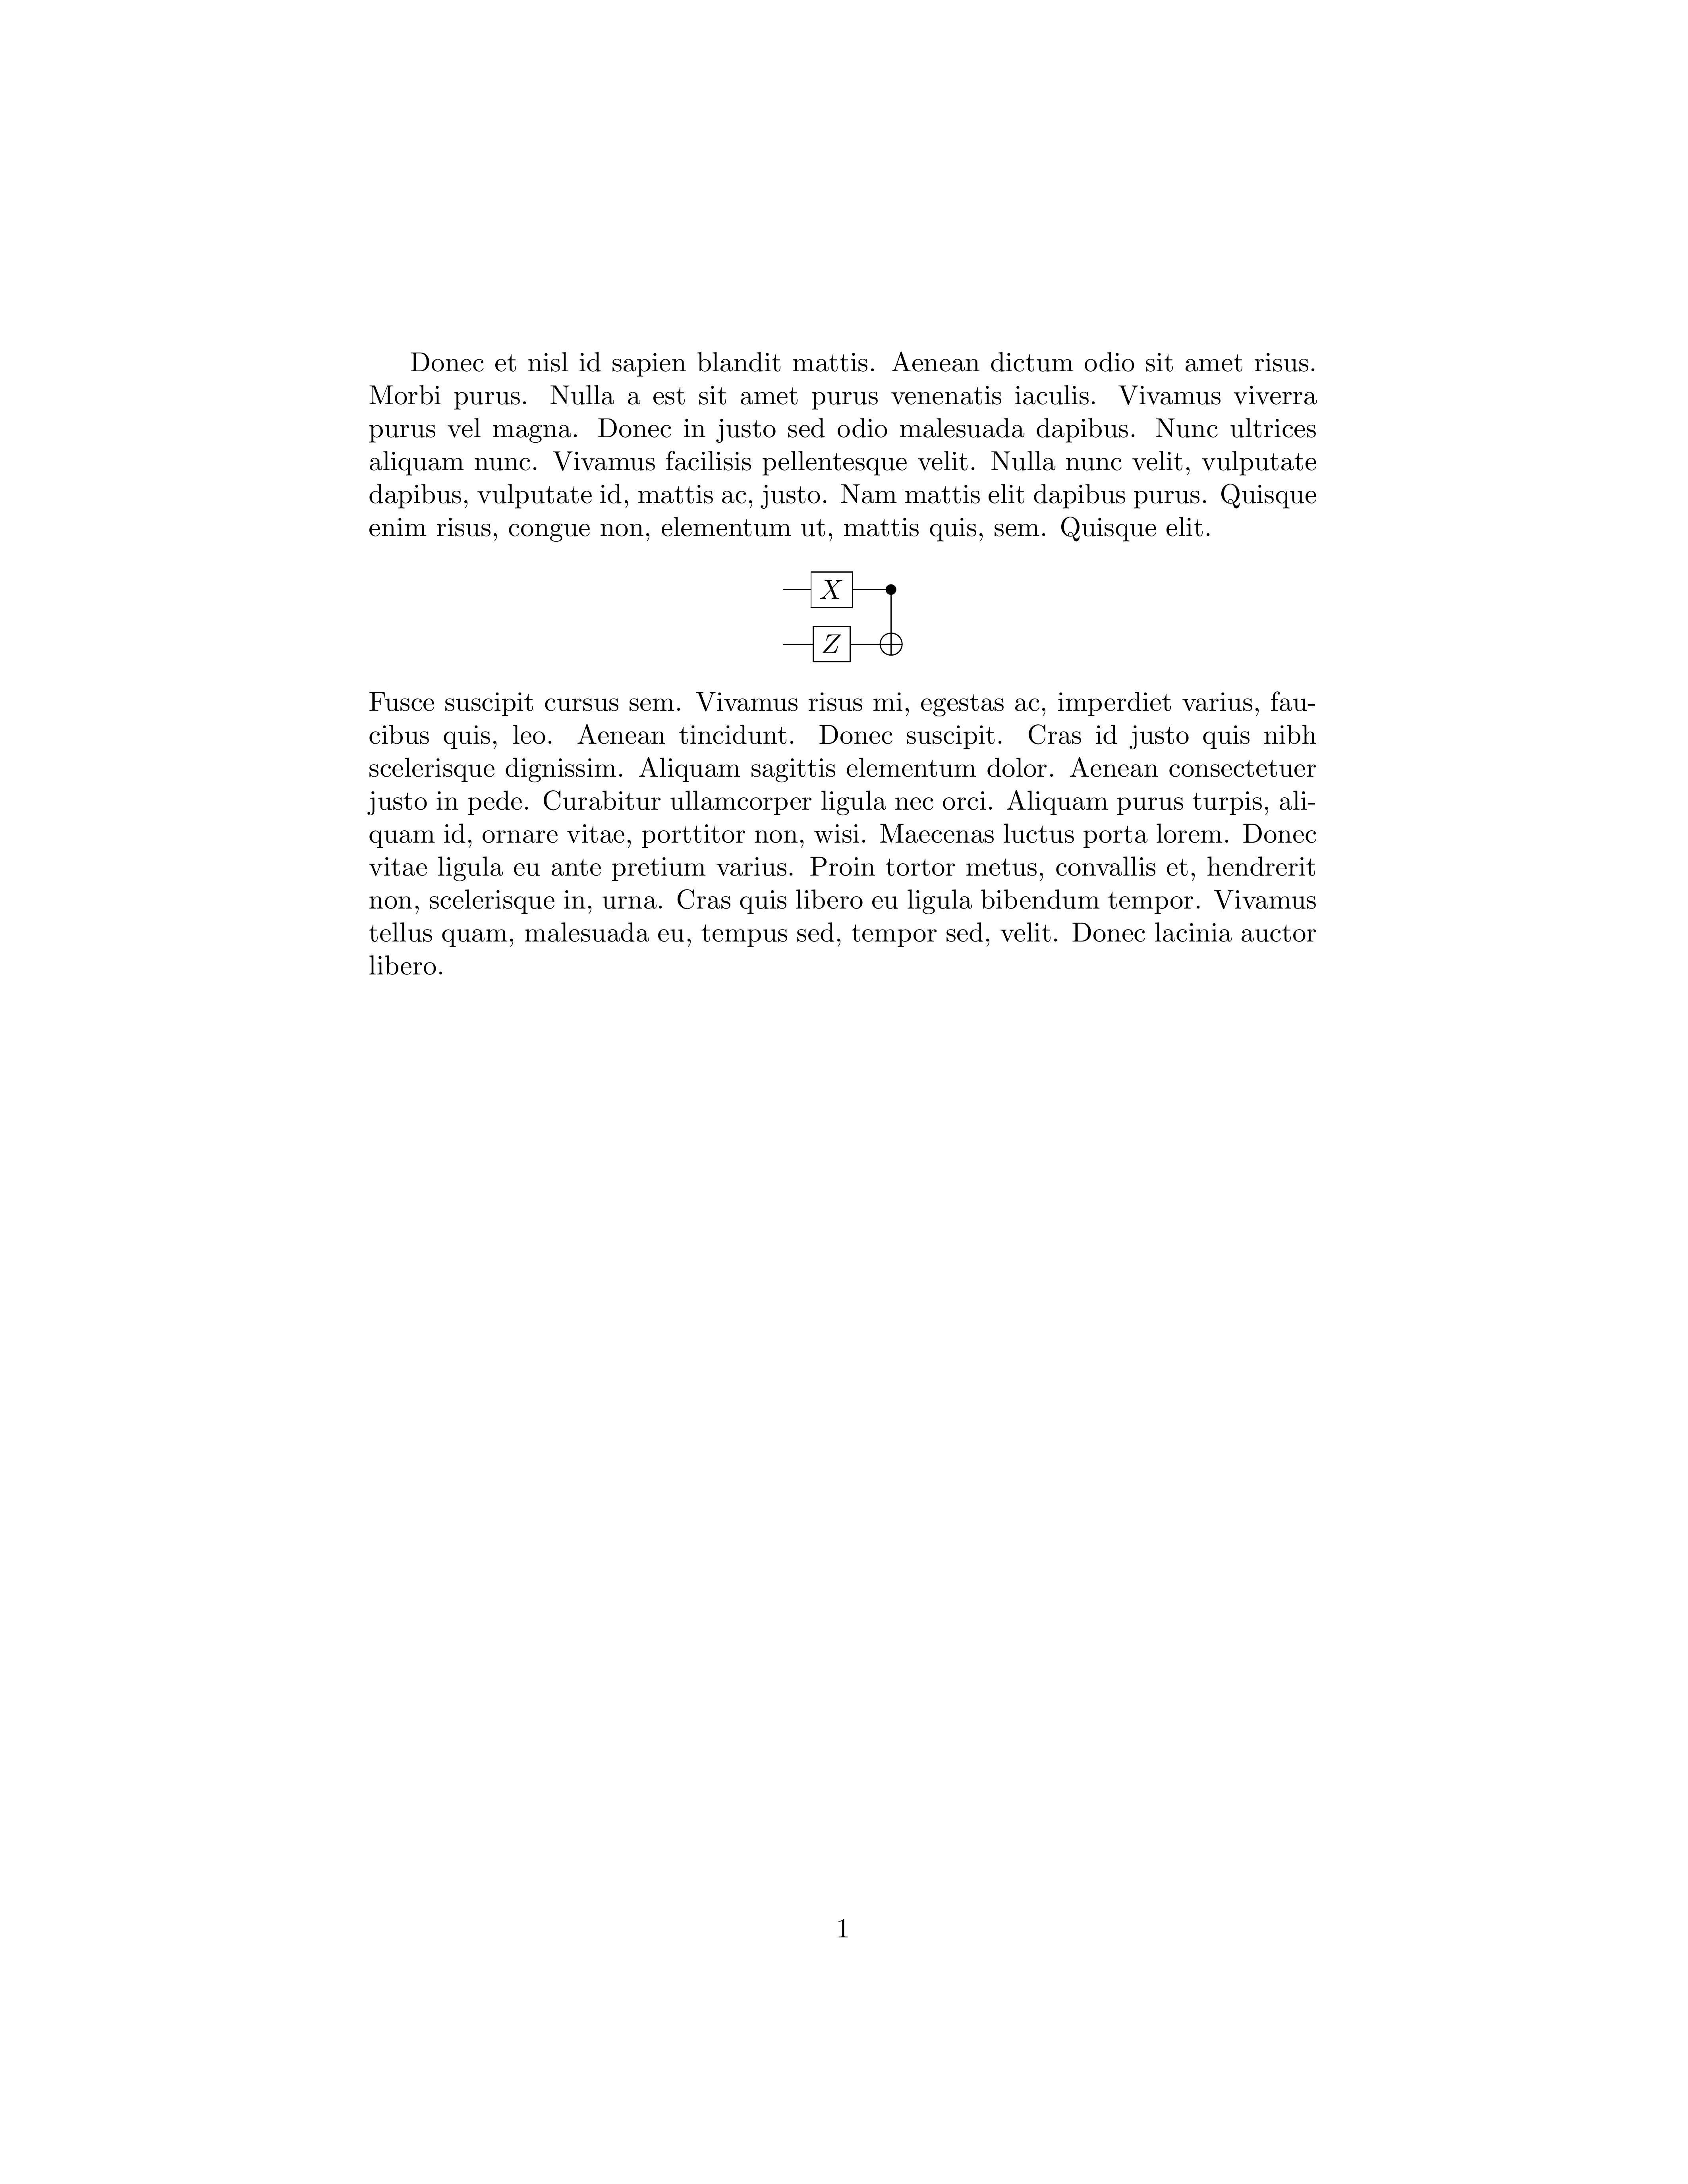 Donec et nisl id sapien blandit mattis. Aenean dictum odio sit amet risus.
Morbi purus. Nulla a est sit amet purus venenatis iaculis. Vivamus viverra
purus vel magna. Donec in justo sed odio malesuada dapibus. Nunc ultrices
aliquam nunc. Vivamus facilisis pellentesque velit. Nulla nunc velit, vulputate
dapibus, vulputate id, mattis ac, justo. Nam mattis elit dapibus purus. Quisque
enim risus, congue non, elementum ut, mattis quis, sem. Quisque elit.
X
Z
Fusce suscipit cursus sem. Vivamus risus mi, egestas ac, imperdiet varius, fau-
cibus quis, leo. Aenean tincidunt. Donec suscipit. Cras id justo quis nibh
scelerisque dignissim. Aliquam sagittis elementum dolor. Aenean consectetuer
justo in pede. Curabitur ullamcorper ligula nec orci. Aliquam purus turpis, ali-
quam id, ornare vitae, porttitor non, wisi. Maecenas luctus porta lorem. Donec
vitae ligula eu ante pretium varius. Proin tortor metus, convallis et, hendrerit
non, scelerisque in, urna. Cras quis libero eu ligula bibendum tempor. Vivamus
tellus quam, malesuada eu, tempus sed, tempor sed, velit. Donec lacinia auctor
libero.
1